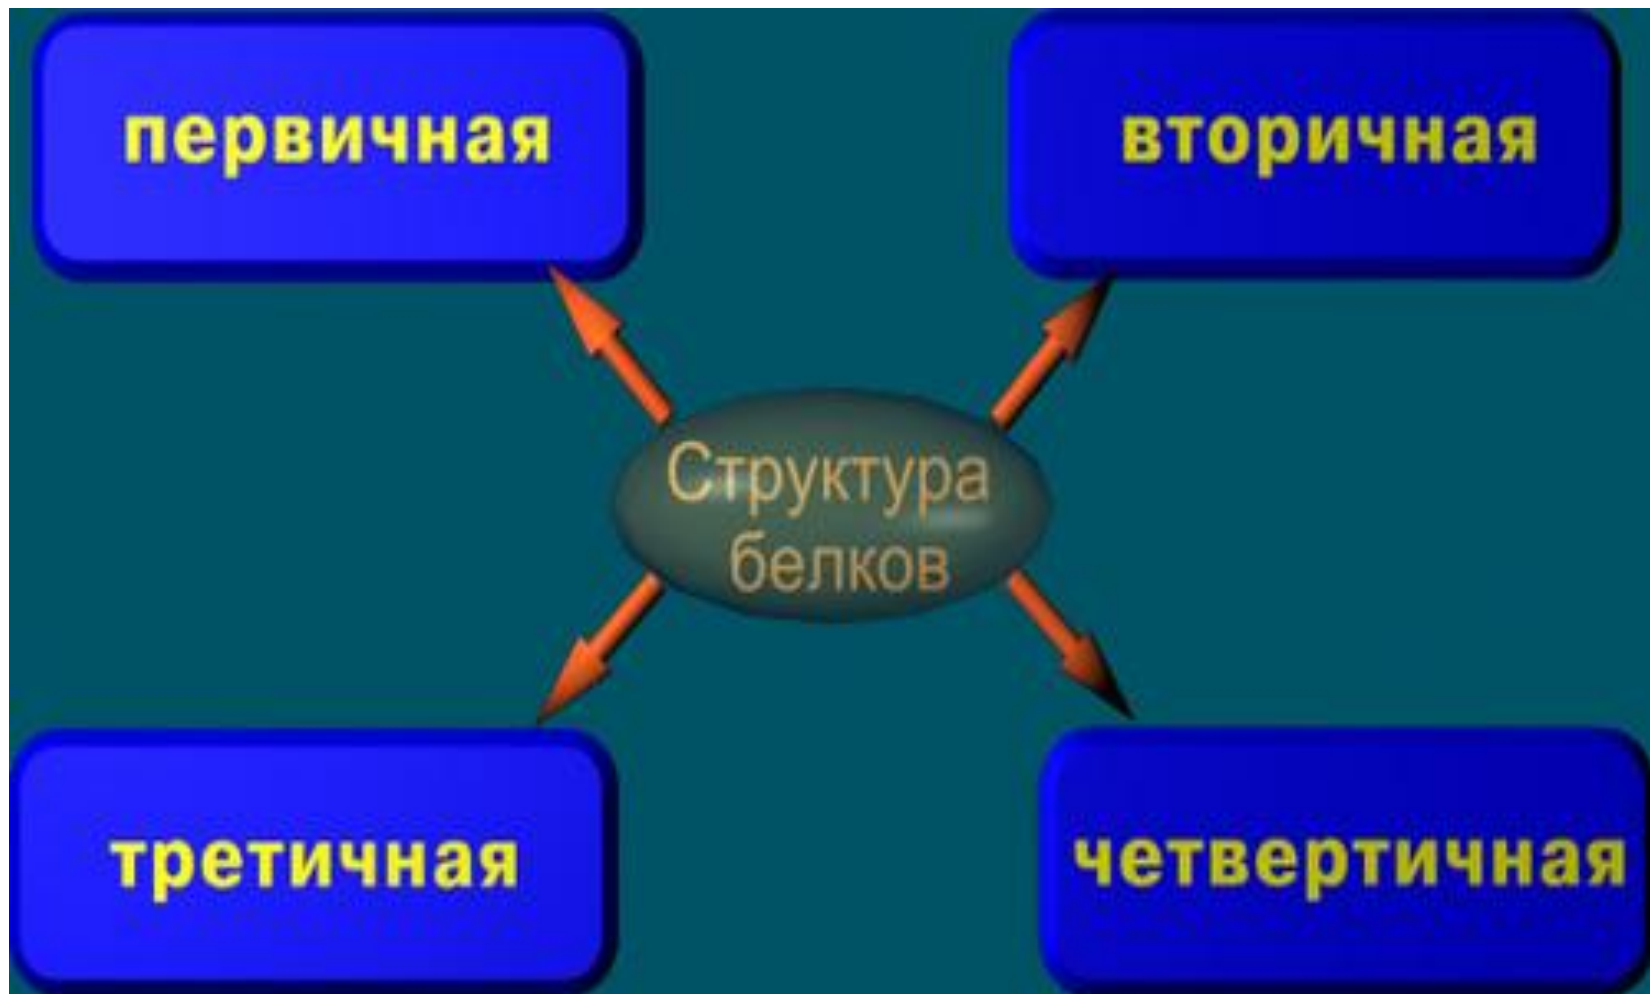 первичная
вторичная
Структура
белков
третичная
четвертичная